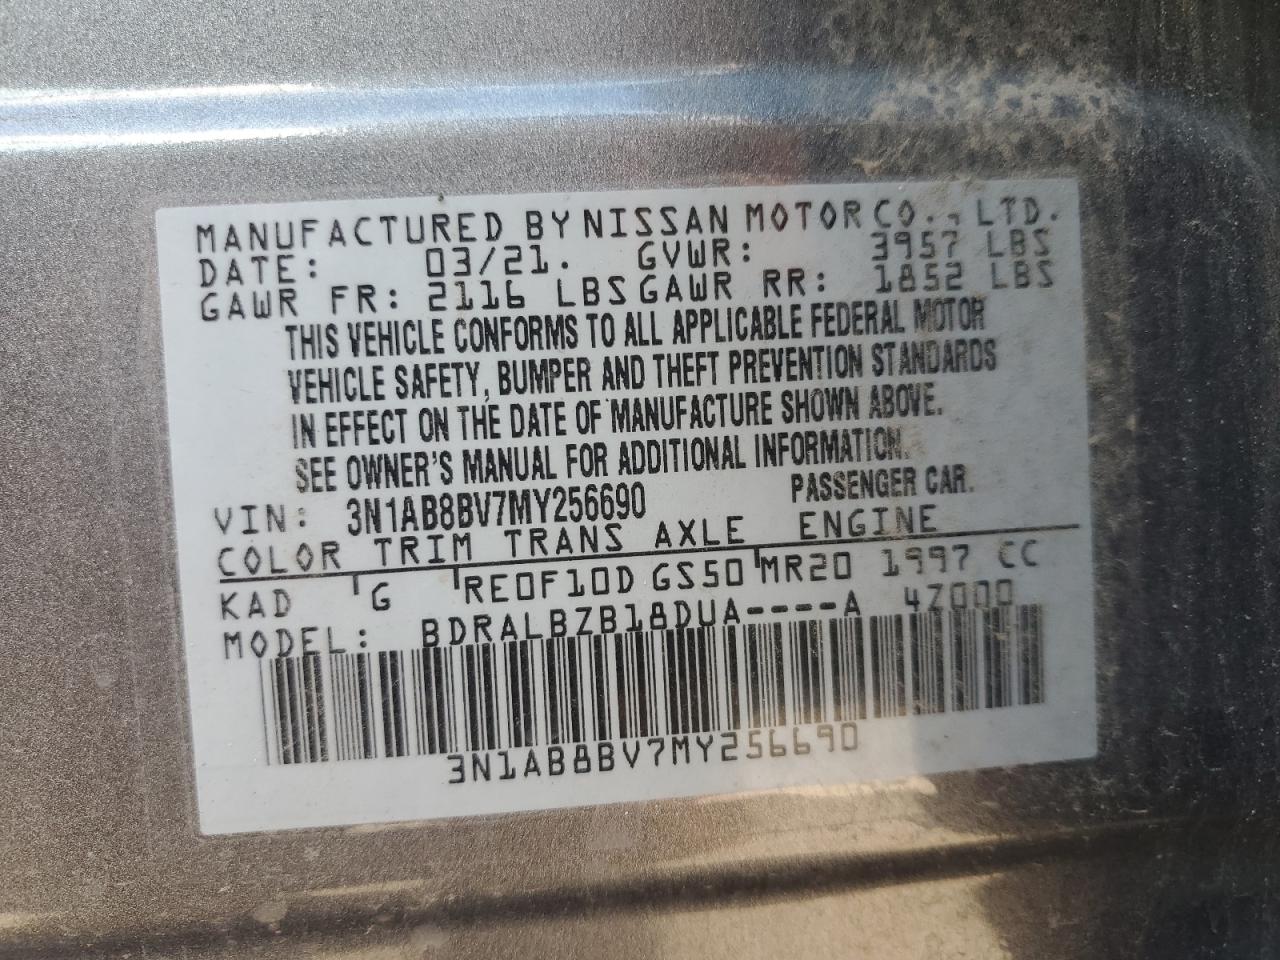 MANUFACTURED BY NISSAN MOTOR CO., LTD.
DATE: 03/21. GVWR: 3957 LBS
GAWR FR: 2116 LBS GAWR RR: 1852 LBS
THIS VEHICLE CONFORMS TO ALL APPLICABLE FEDERAL MOTOR
VEHICLE SAFETY, BUMPER AND THEFT PREVENTION STANDARDS
IN EFFECT ON THE DATE OF MANUFACTURE SHOWN ABOVE.
SEE OWNER'S MANUAL FOR ADDITIONAL INFORMATION.
VIN: 3N1AB8BV7MY256690 PASSENGER CAR.
COLOR TRIM TRANS AXLE ENGINE
KAD G RE0F10D GS50 MR20 1997 CC
MODEL: BDRALBZB18DUA----A 4Z000
3N1AB8BV7MY256690